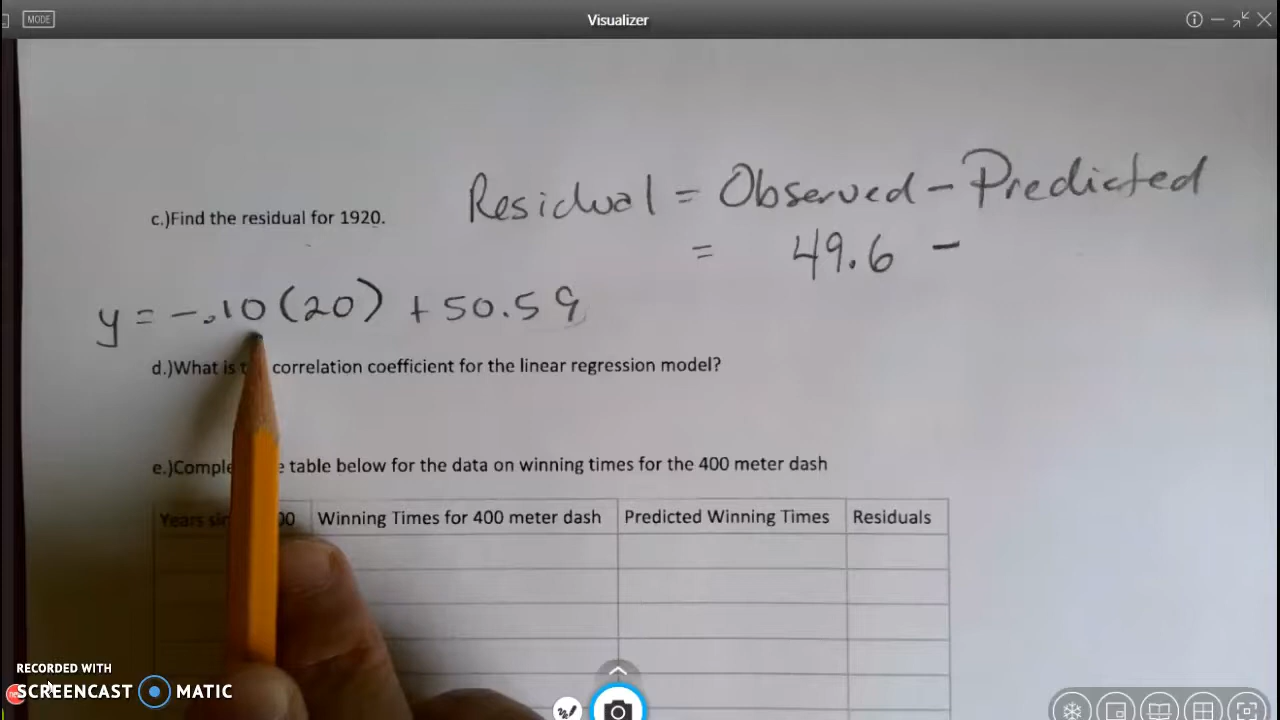 MODE
Visualizer
Residual = Observed - Predicted
c.)Find the residual for 1920.
= 49.6 -
y = -.10(20) + 50.59
d.)What is correlation coefficient for the linear regression model?
e.)Comple table below for the data on winning times for the 400 meter dash
Years 00 Winning Times for 400 meter dash Predicted Winning Times Residuals
RECORDED WITH
SCREENCAST MATIC